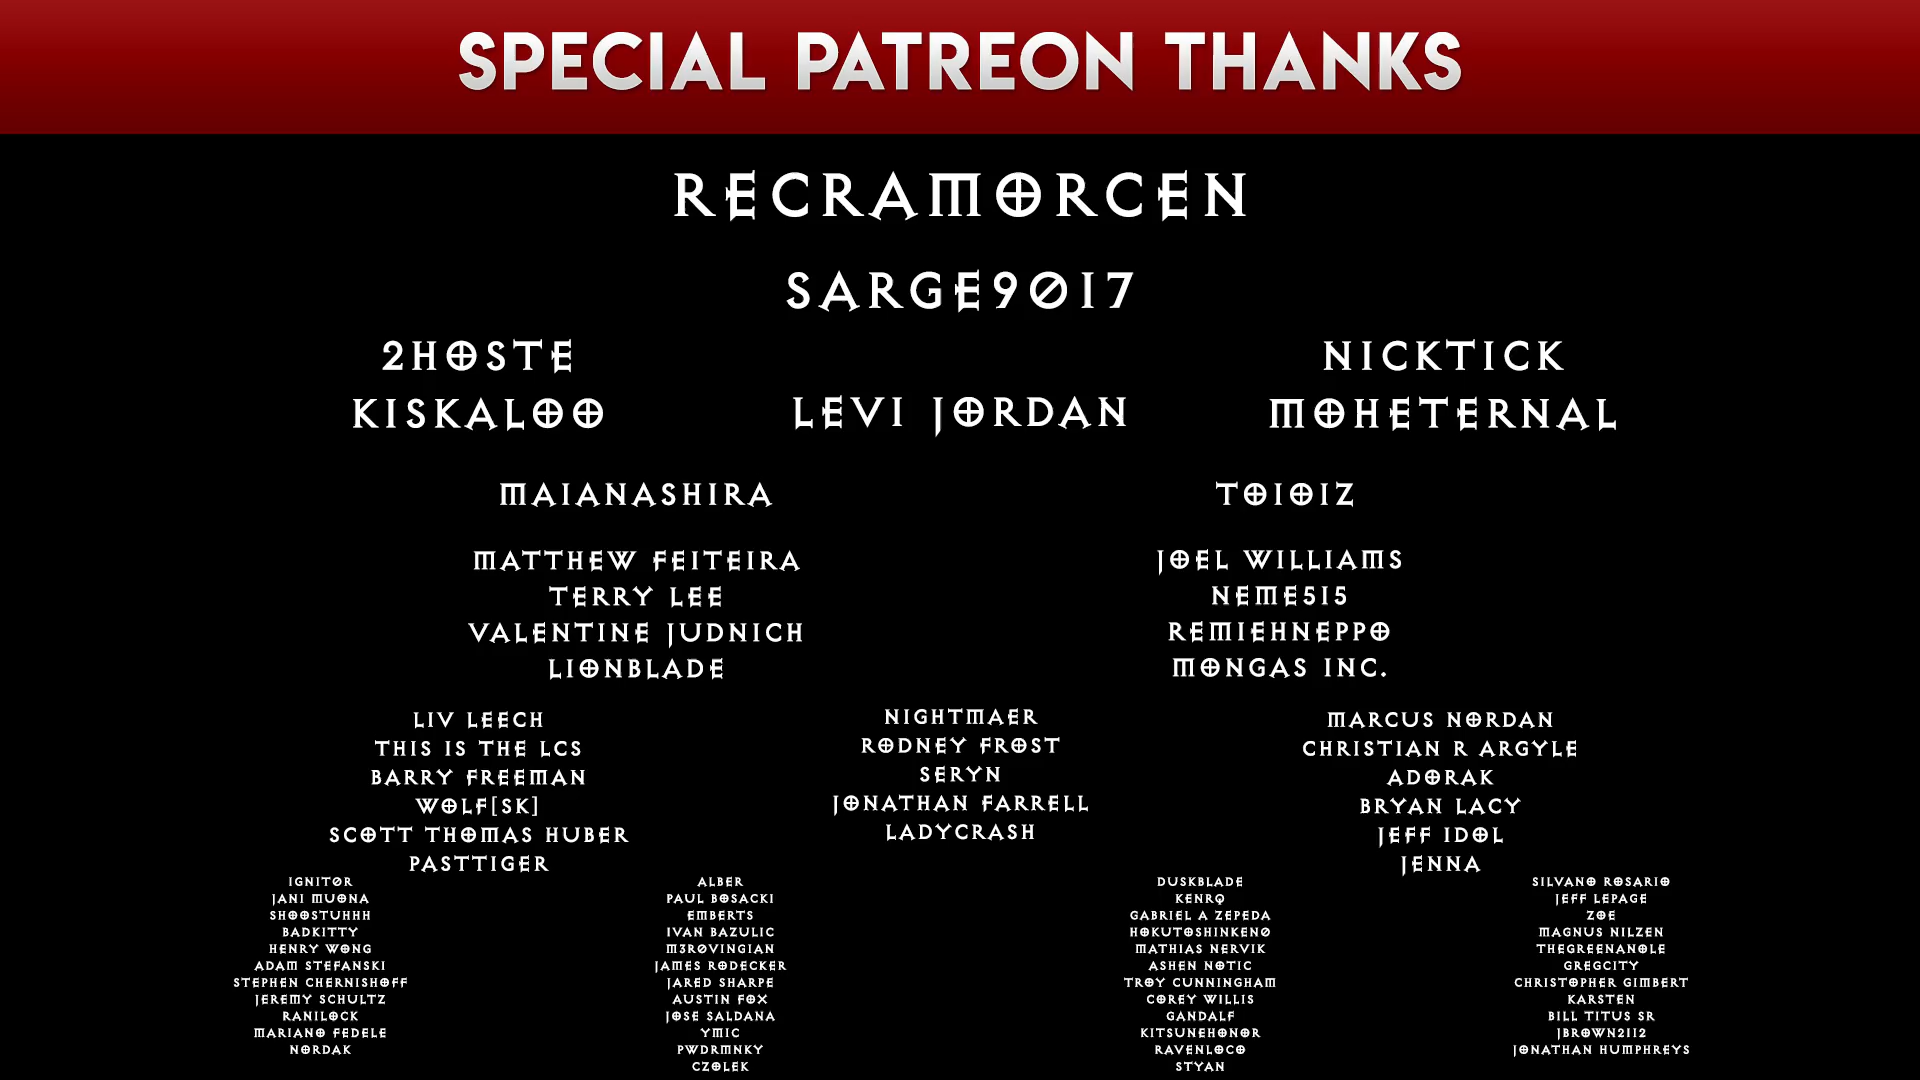 SPECIAL PATREON THANKS
RECRAMORCEN
SARGE9017
2HOSTE
KISKALOO
LEVI JORDAN
NICKTICK
MOHETERNAL
MAIANASHIRA
TOIOIZ
MATTHEW FEITEIRA
TERRY LEE
VALENTINE JUDNICH
LIONBLADE
JOEL WILLIAMS
NEME515
REMIEHNEPPO
MONGAS INC.
LIV LEECH
THIS IS THE LCS
BARRY FREEMAN
WOLF[SK]
SCOTT THOMAS HUBER
PASTTIGER
NIGHTMAER
RODNEY FROST
SERYN
JONATHAN FARRELL
LADYCRASH
MARCUS NORDAN
CHRISTIAN R ARGYLE
ADORAK
BRYAN LACY
JEFF IDOL
JENNA
IGNIT0R
JANI MUONA
SHOOSTUHHH
BADKITTY
HENRY WONG
ADAM STEFANSKI
STEPHEN CHERNISHOFF
JEREMY SCHULTZ
RANILOCK
MARIANO FEDELE
NORDAK
ALBER
PAUL BOSACKI
EMBERTS
IVAN BAZULIC
M3R0VINGIAN
JAMES RODECKER
JARED SHARPE
AUSTIN FOX
JOSE SALDANA
YMIC
PWDRMNKY
CZOLEK
DUSKBLADE
KENRQ
GABRIEL A ZEPEDA
HOKUTOSHINKEN0
MATHIAS NERVIK
ASHEN NOTIC
TROY CUNNINGHAM
COREY WILLIS
GANDALF
KITSUNEHONOR
RAVENLOCO
STYAN
SILVANO ROSARIO
JEFF LEPAGE
ZOE
MAGNUS NILZEN
THEGREENANOLE
GREGCITY
CHRISTOPHER GIMBERT
KARSTEN
BILL TITUS SR
JBROWN2112
JONATHAN HUMPHREYS